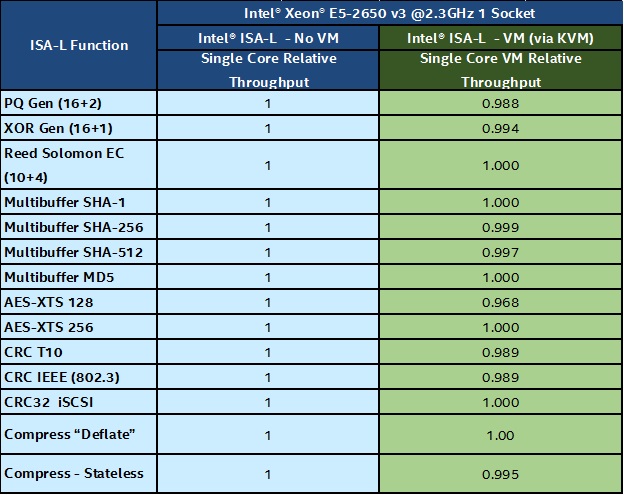 ISA-L Function
Intel® Xeon® E5-2650 v3 @2.3GHz 1 Socket
Intel® ISA-L - No VM
Intel® ISA-L - VM (via KVM)
Single Core Relative
Throughput
Single Core VM Relative
Throughput
PQ Gen (16+2) 1 0.988
XOR Gen (16+1) 1 0.994
Reed Solomon EC
(10+4) 1 1.000
Multibuffer SHA-1 1 1.000
Multibuffer SHA-256 1 0.999
Multibuffer SHA-512 1 0.997
Multibuffer MD5 1 1.000
AES-XTS 128 1 0.968
AES-XTS 256 1 1.000
CRC T10 1 0.989
CRC IEEE (802.3) 1 0.989
CRC32 iSCSI 1 1.000
Compress “Deflate” 1 1.00
Compress - Stateless 1 0.995